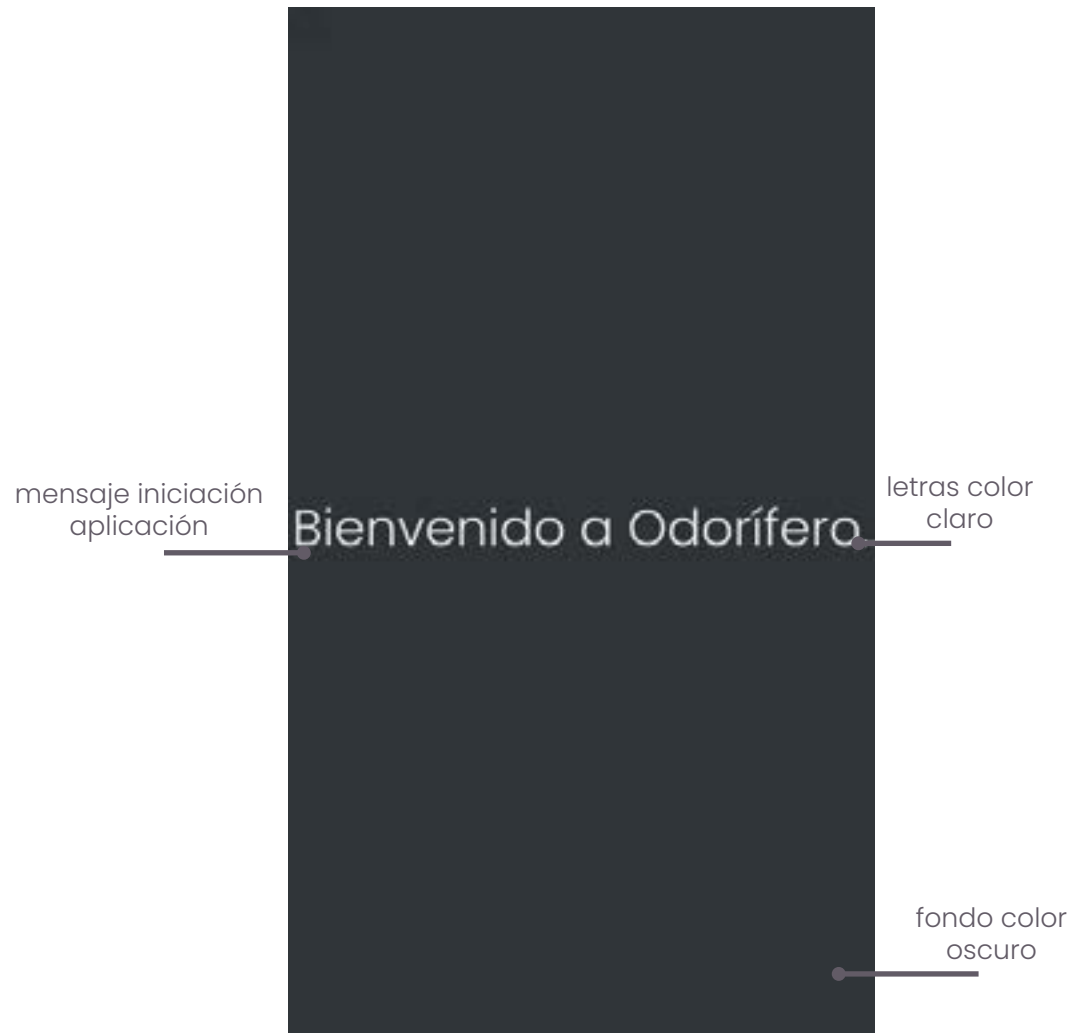 mensaje iniciación
aplicación
Bienvenido a Odorífero
letras color
claro
fondo color
oscuro